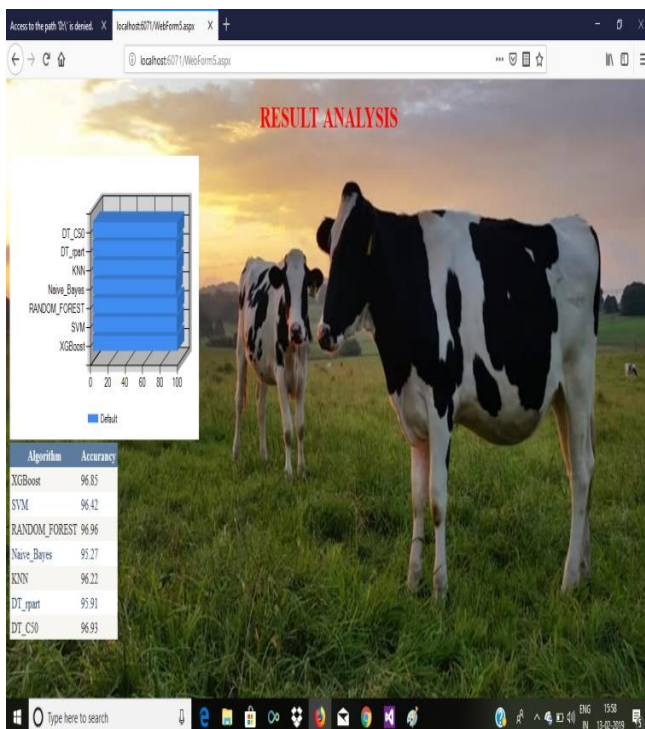 Access to the path 'D:\' is denied. X localhost:6071/WebForm5.aspx X +
localhost:6071/WebForm5.aspx
RESULT ANALYSIS
DT_C50
DT_rpart
KNN
Naive_Bayes
RANDOM_FOREST
SVM
XGBoost
0 20 40 60 80 100
Default
Algorithm Accurancy
XGBoost 96.85
SVM 96.42
RANDOM_FOREST 96.96
Naive_Bayes 95.27
KNN 96.22
DT_rpart 95.91
DT_C50 96.93
Type here to search
ENG 15:58
IN 13-02-2019